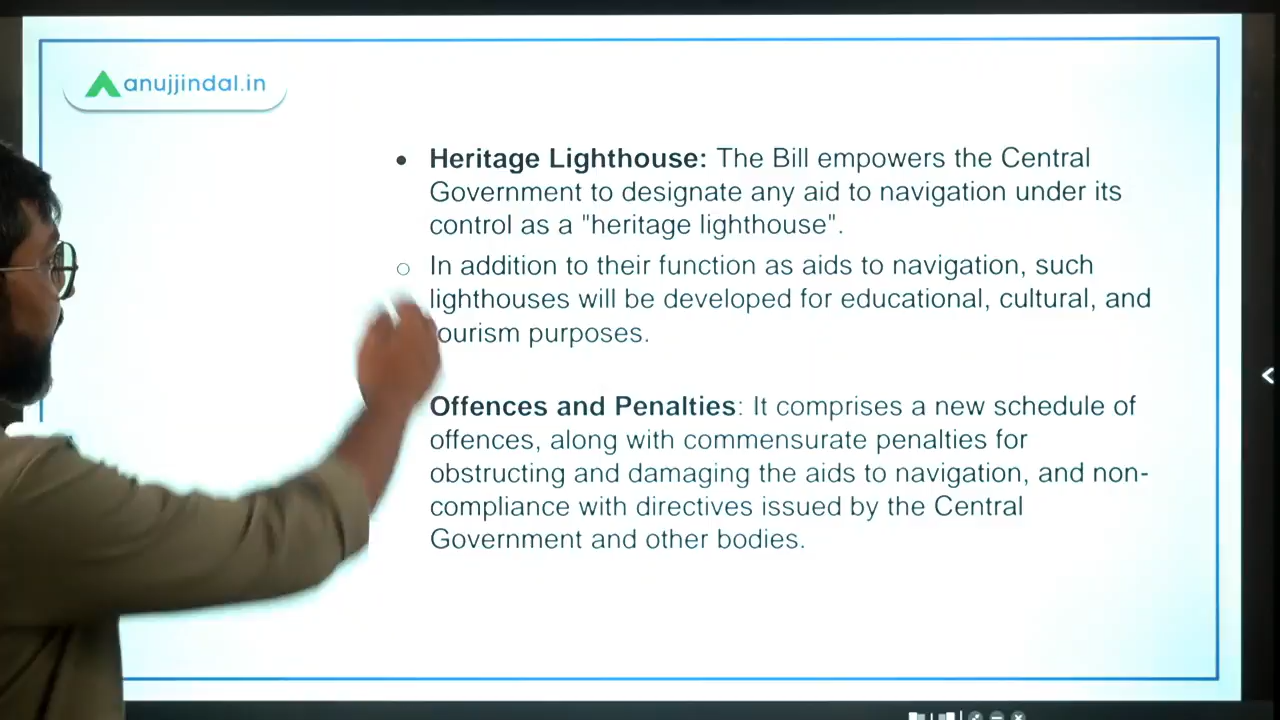 anujjindal.in
• Heritage Lighthouse: The Bill empowers the Central
Government to designate any aid to navigation under its
control as a "heritage lighthouse".
○ In addition to their function as aids to navigation, such
lighthouses will be developed for educational, cultural, and
tourism purposes.
Offences and Penalties: It comprises a new schedule of
offences, along with commensurate penalties for
obstructing and damaging the aids to navigation, and non-
compliance with directives issued by the Central
Government and other bodies.